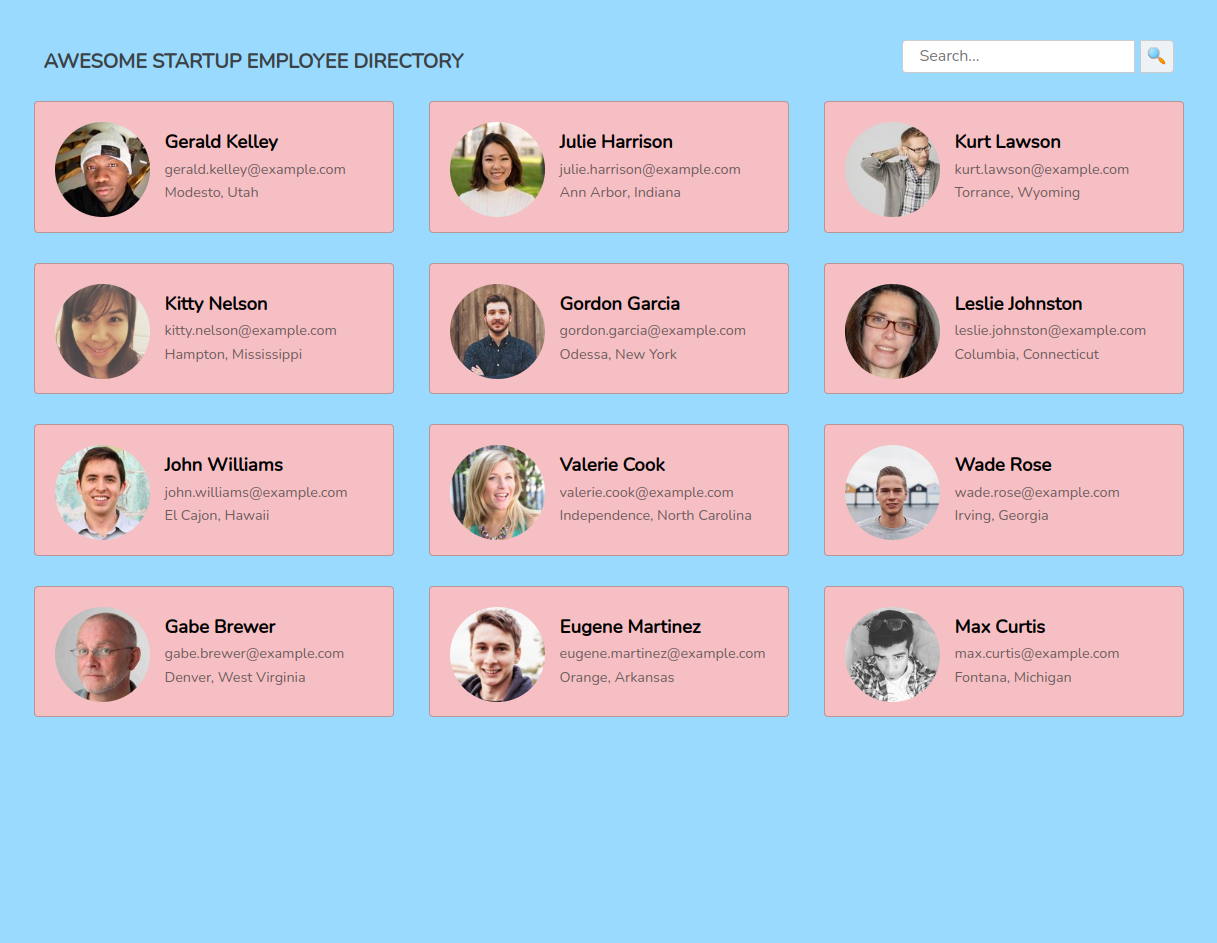 AWESOME STARTUP EMPLOYEE DIRECTORY
Search...
Gerald Kelley
gerald.kelley@example.com
Modesto, Utah
Julie Harrison
julie.harrison@example.com
Ann Arbor, Indiana
Kurt Lawson
kurt.lawson@example.com
Torrance, Wyoming
Kitty Nelson
kitty.nelson@example.com
Hampton, Mississippi
Gordon Garcia
gordon.garcia@example.com
Odessa, New York
Leslie Johnston
leslie.johnston@example.com
Columbia, Connecticut
John Williams
john.williams@example.com
El Cajon, Hawaii
Valerie Cook
valerie.cook@example.com
Independence, North Carolina
Wade Rose
wade.rose@example.com
Irving, Georgia
Gabe Brewer
gabe.brewer@example.com
Denver, West Virginia
Eugene Martinez
eugene.martinez@example.com
Orange, Arkansas
Max Curtis
max.curtis@example.com
Fontana, Michigan